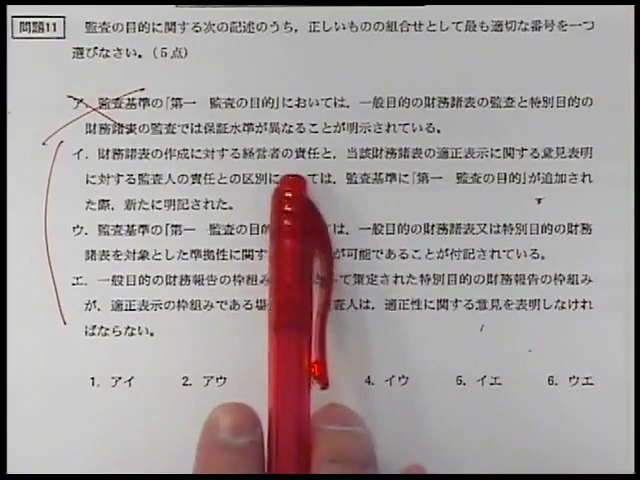 問題11 監査の目的に関する次の記述のうち，正しいものの組合せとして最も適切な番号を一つ
選びなさい。（５点）
ア．監査基準の「第一 監査の目的」においては，一般目的の財務諸表の監査と特別目的の
財務諸表の監査では保証水準が異なることが明示されている。
イ．財務諸表の作成に対する経営者の責任と，当該財務諸表の適正表示に関する意見表明
に対する監査人の責任との区別に ては，監査基準に「第一 監査の目的」が追加され
た際，新たに明記された。
ウ．監査基準の「第一 監査の目 は，一般目的の財務諸表又は特別目的の財務
諸表を対象とした準拠性に関す が可能であることが付記されている。
エ．一般目的の財務報告の枠組み て策定された特別目的の財務報告の枠組み
が，適正表示の枠組みである場 査人は，適正性に関する意見を表明しなけれ
ばならない。
1．アイ 2．アウ 4．イウ 5．イエ 6．ウエ